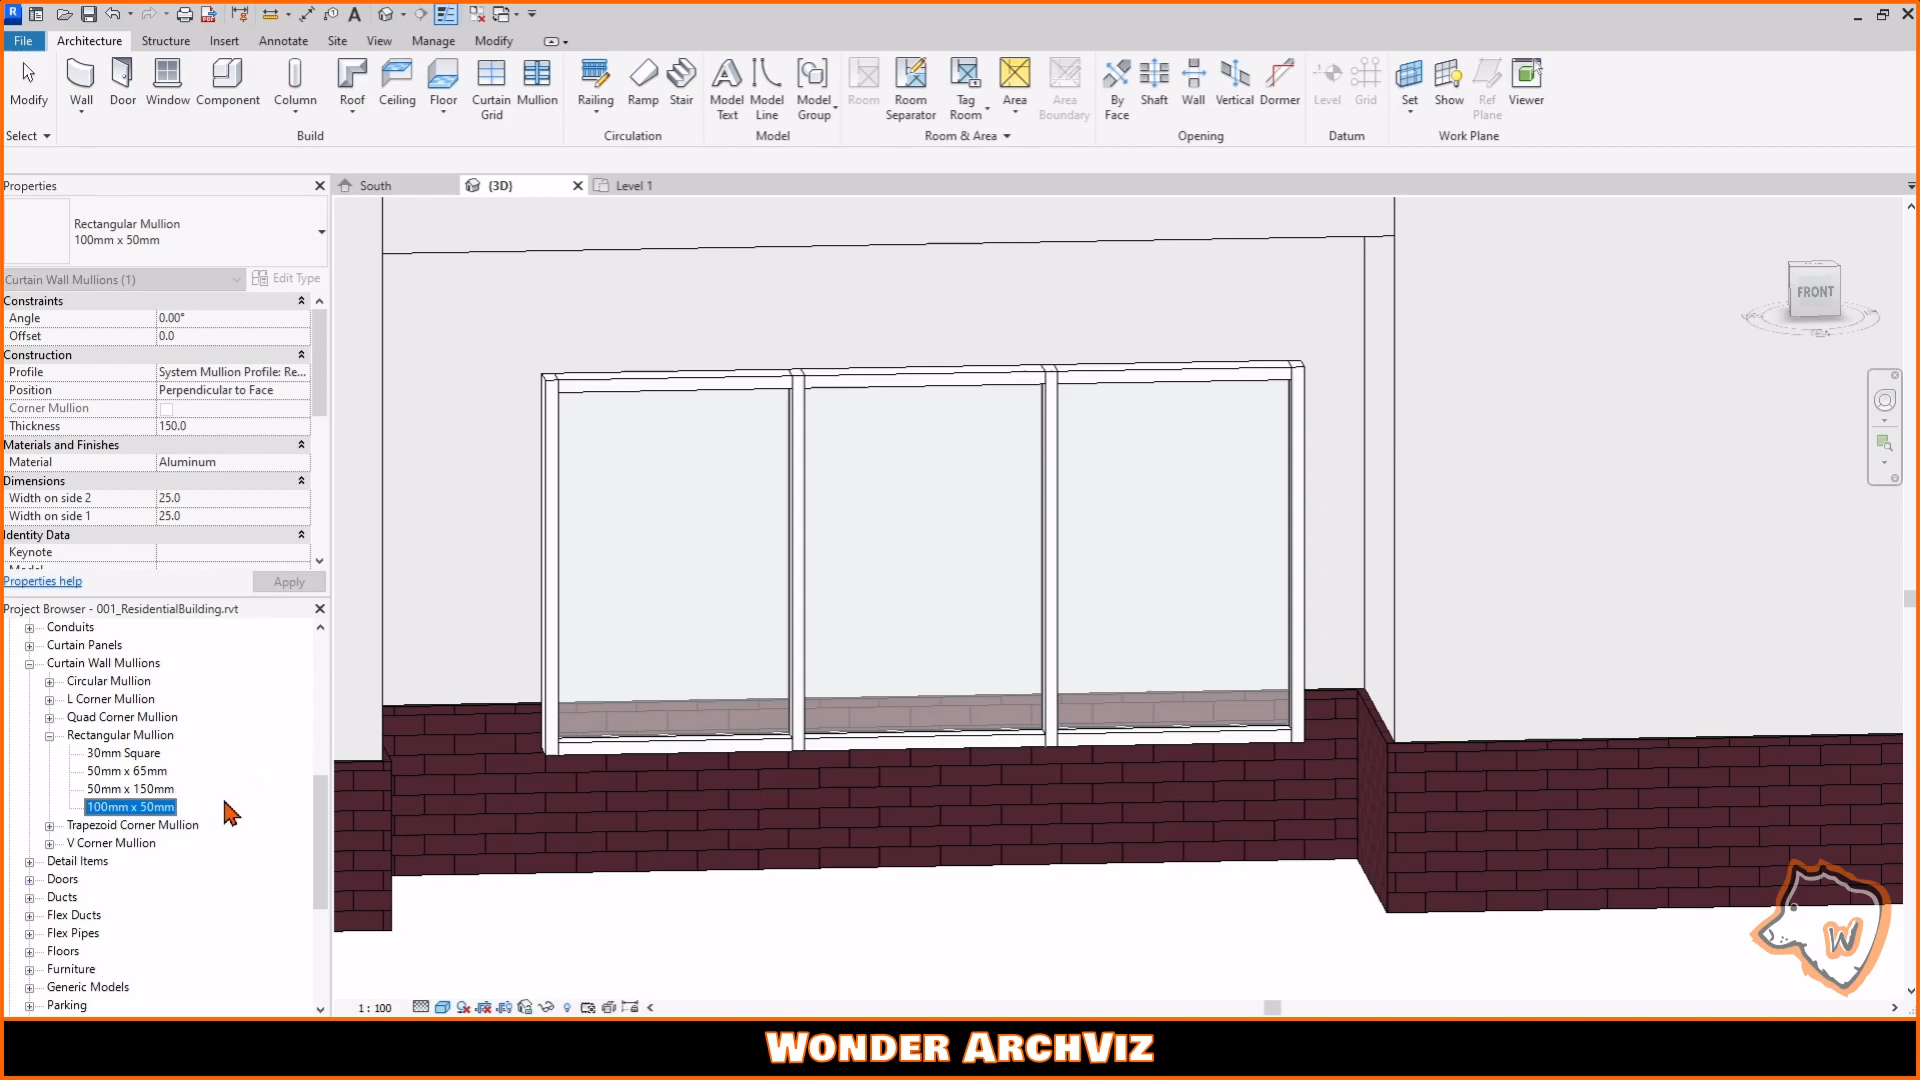 R
A
File
Architecture
Structure
Insert
Annotate
Site
View
Manage
Modify
Modify
Wall
Door
Window
Component
Column
Roof
Ceiling
Floor
Curtain
Grid
Mullion
Railing
Ramp
Stair
Model
Text
Model
Line
Model
Group
Room
Room
Separator
Tag
Room
Area
Area
Boundary
By
Face
Shaft
Wall
Vertical
Dormer
Level
Grid
Set
Show
Ref
Plane
Viewer
Select
Build
Circulation
Model
Room & Area
Opening
Datum
Work Plane
Properties
South
{3D}
Level 1
Rectangular Mullion
100mm x 50mm
Curtain Wall Mullions (1)
Edit Type
Constraints
Angle 0.00°
Offset 0.0
Construction
Profile System Mullion Profile: Re...
Position Perpendicular to Face
Corner Mullion
Thickness 150.0
Materials and Finishes
Material Aluminum
Dimensions
Width on side 2 25.0
Width on side 1 25.0
Identity Data
Keynote
Properties help
Apply
Project Browser - 001_ResidentialBuilding.rvt
Conduits
Curtain Panels
Curtain Wall Mullions
Circular Mullion
L Corner Mullion
Quad Corner Mullion
Rectangular Mullion
30mm Square
50mm x 65mm
50mm x 150mm
100mm x 50mm
Trapezoid Corner Mullion
V Corner Mullion
Detail Items
Doors
Ducts
Flex Ducts
Flex Pipes
Floors
Furniture
Generic Models
Parking
FRONT
1 : 100
W
WONDER ARCHVIZ